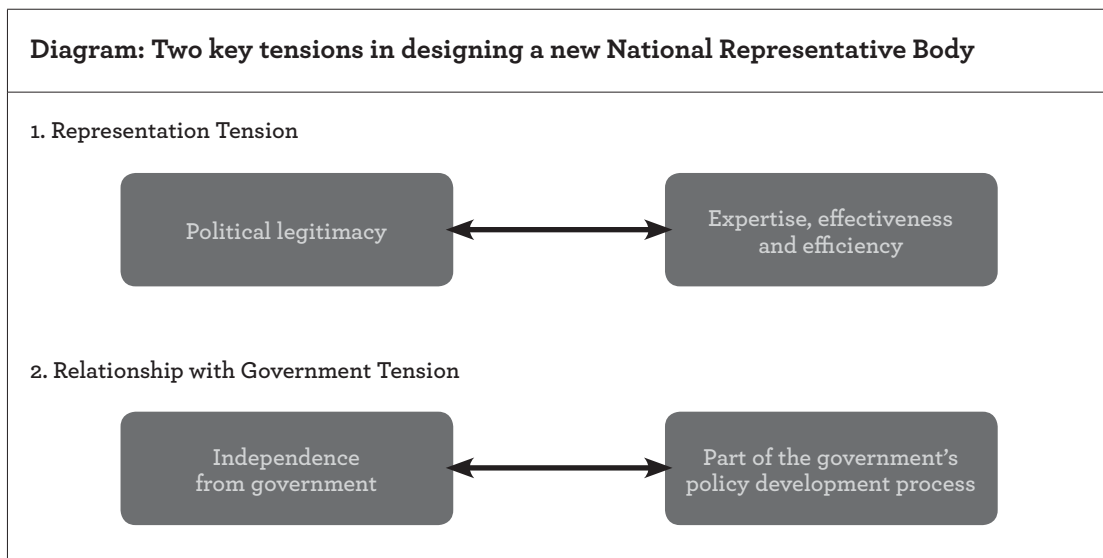 Diagram: Two key tensions in designing a new National Representative Body
1. Representation Tension
Political legitimacy
Expertise, effectiveness
and efficiency
2. Relationship with Government Tension
Independence
from government
Part of the government’s
policy development process